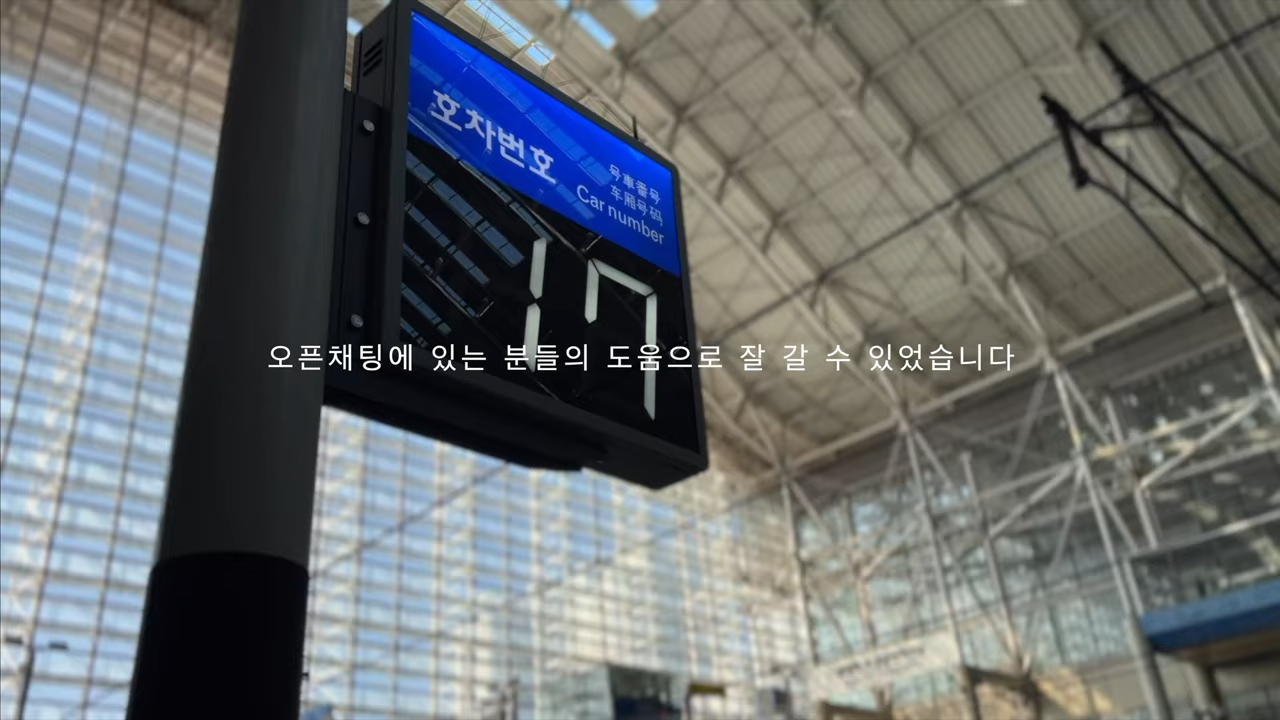 호차번호
号車番号
车厢号码
Car number
17
오픈채팅에 있는 분들의 도움으로 잘 갈 수 있었습니다